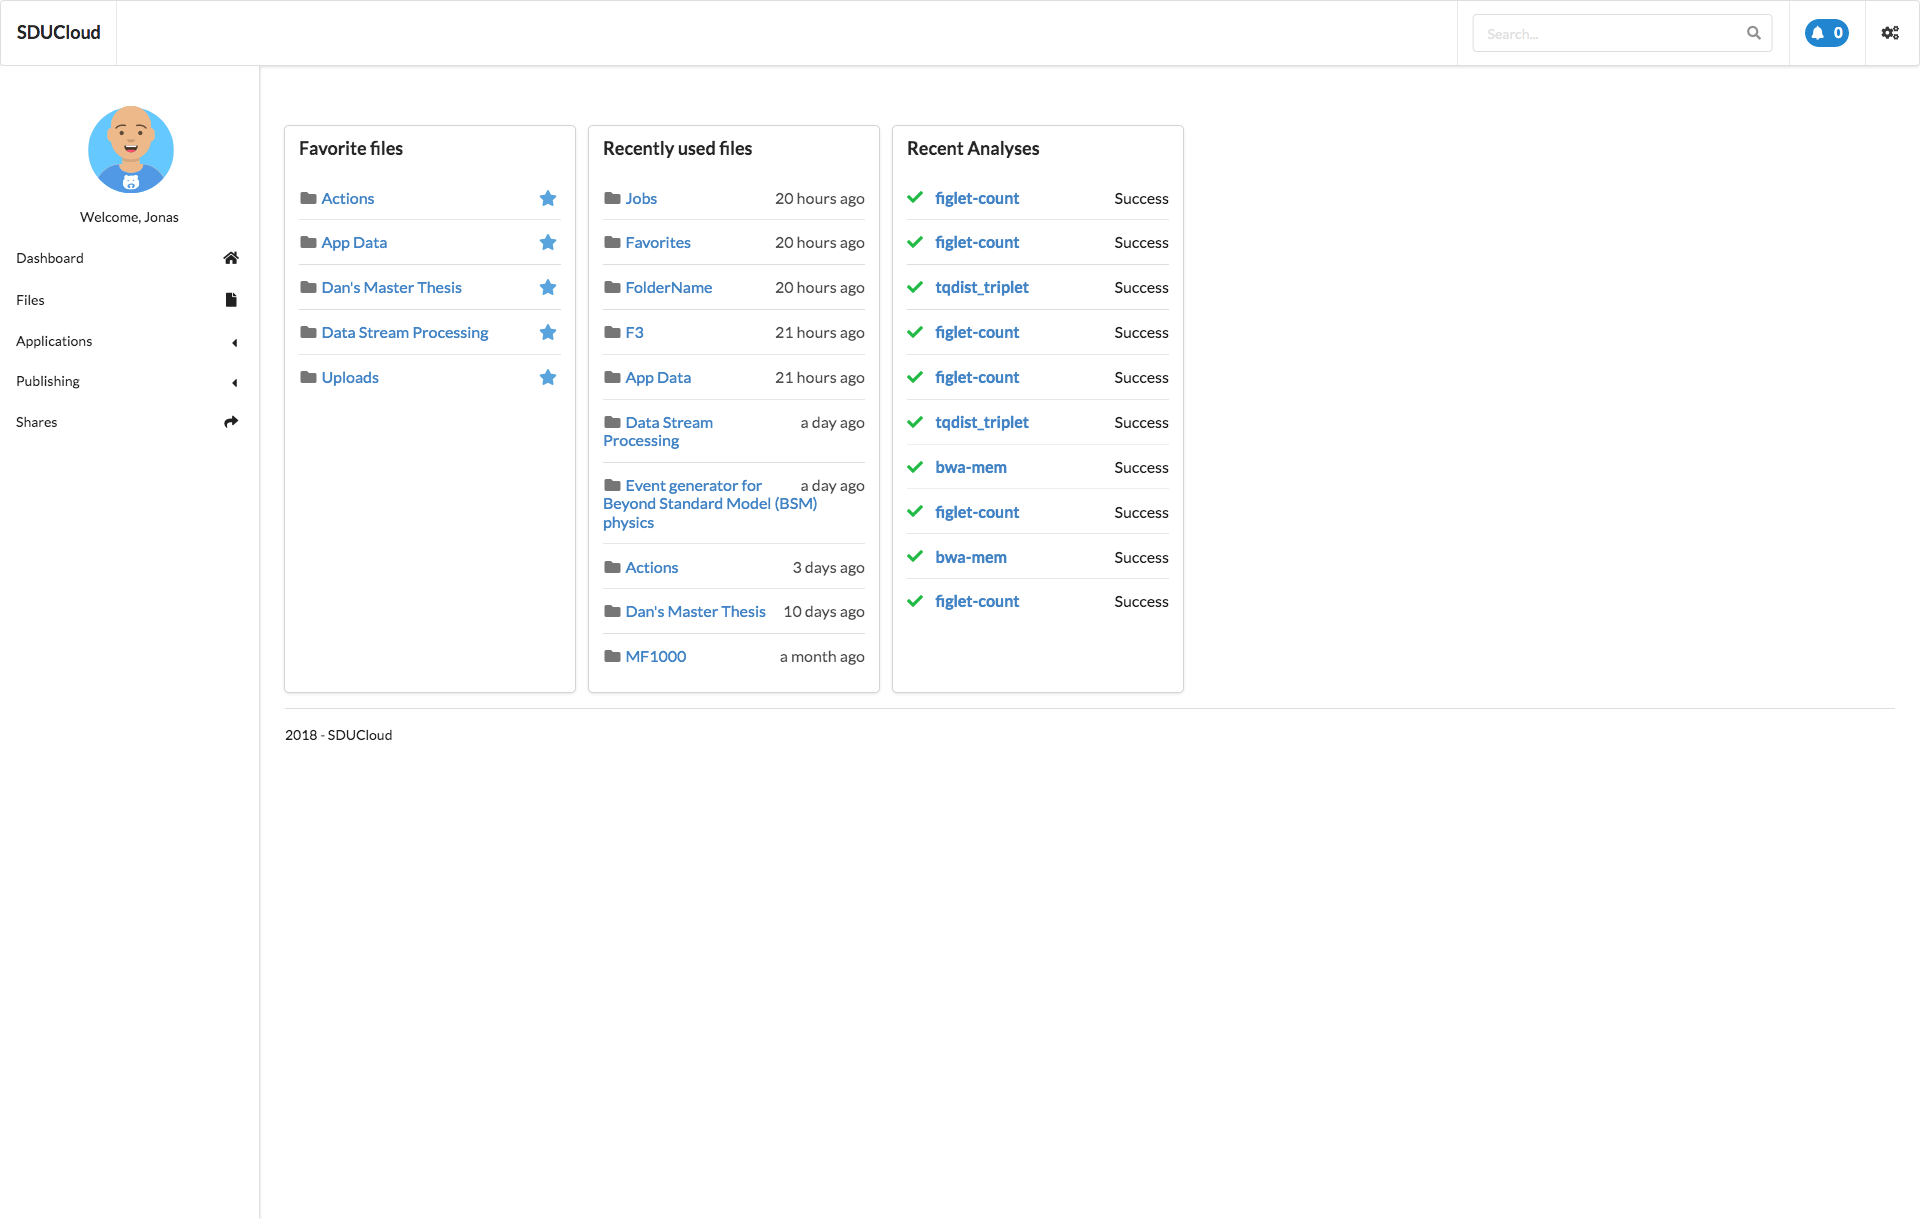 SDUCloud
Search...
0
Welcome, Jonas
Dashboard
Files
Applications
Publishing
Shares
Favorite files
Actions
App Data
Dan's Master Thesis
Data Stream Processing
Uploads
Recently used files
Jobs 20 hours ago
Favorites 20 hours ago
FolderName 20 hours ago
F3 21 hours ago
App Data 21 hours ago
Data Stream a day ago
Processing
Event generator for a day ago
Beyond Standard Model (BSM)
physics
Actions 3 days ago
Dan's Master Thesis 10 days ago
MF1000 a month ago
Recent Analyses
figlet-count Success
figlet-count Success
tqdist_triplet Success
figlet-count Success
figlet-count Success
tqdist_triplet Success
bwa-mem Success
figlet-count Success
bwa-mem Success
figlet-count Success
2018 - SDUCloud